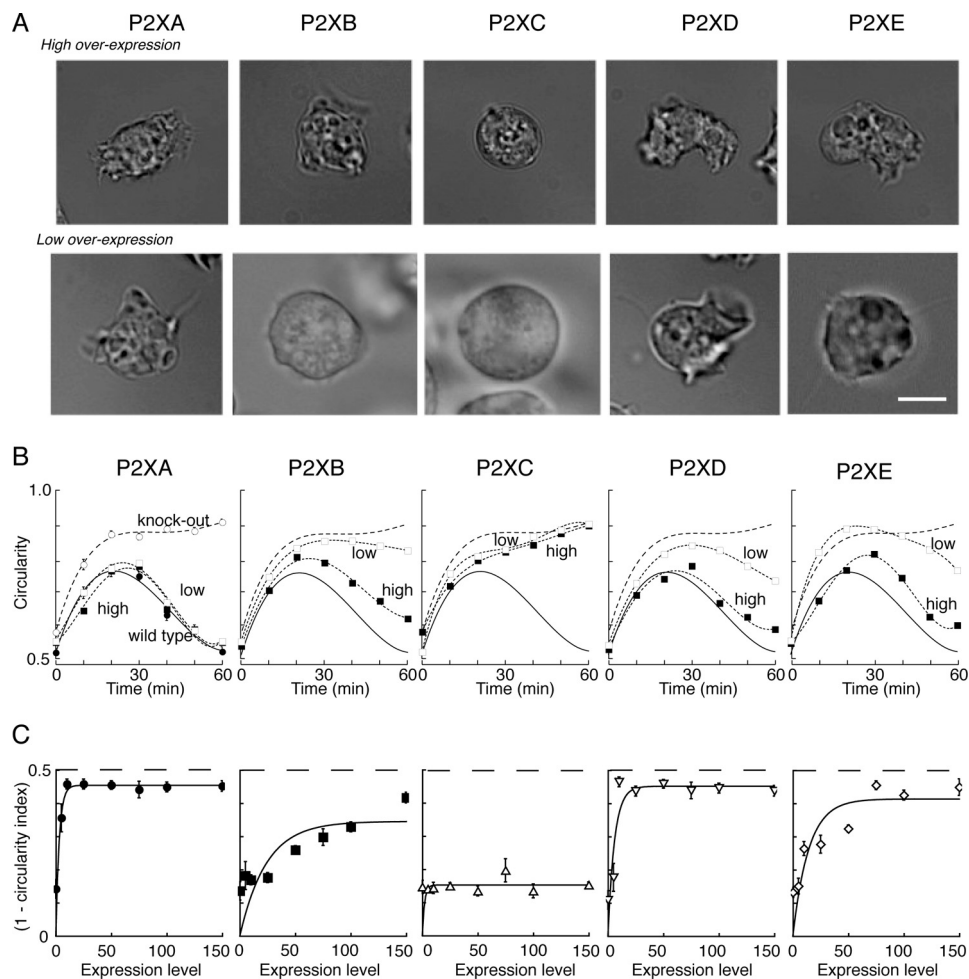 A
P2XA P2XB P2XC P2XD P2XE
High over-expression
Low over-expression
B
P2XA P2XB P2XC P2XD P2XE
1.0
knock-out
low
low
high
low
low
high
wild type
high
high
high
0.5
0 30 60 0 30 60 0 30 60 0 30 60 0 30 60
Time (min) Time (min) Time (min) Time (min) Time (min)
Circularity
C
0.5
(1 - circularity index)
0
0 50 100 150 0 50 100 150 0 50 100 150 0 50 100 150 0 50 100 150
Expression level Expression level Expression level Expression level Expression level